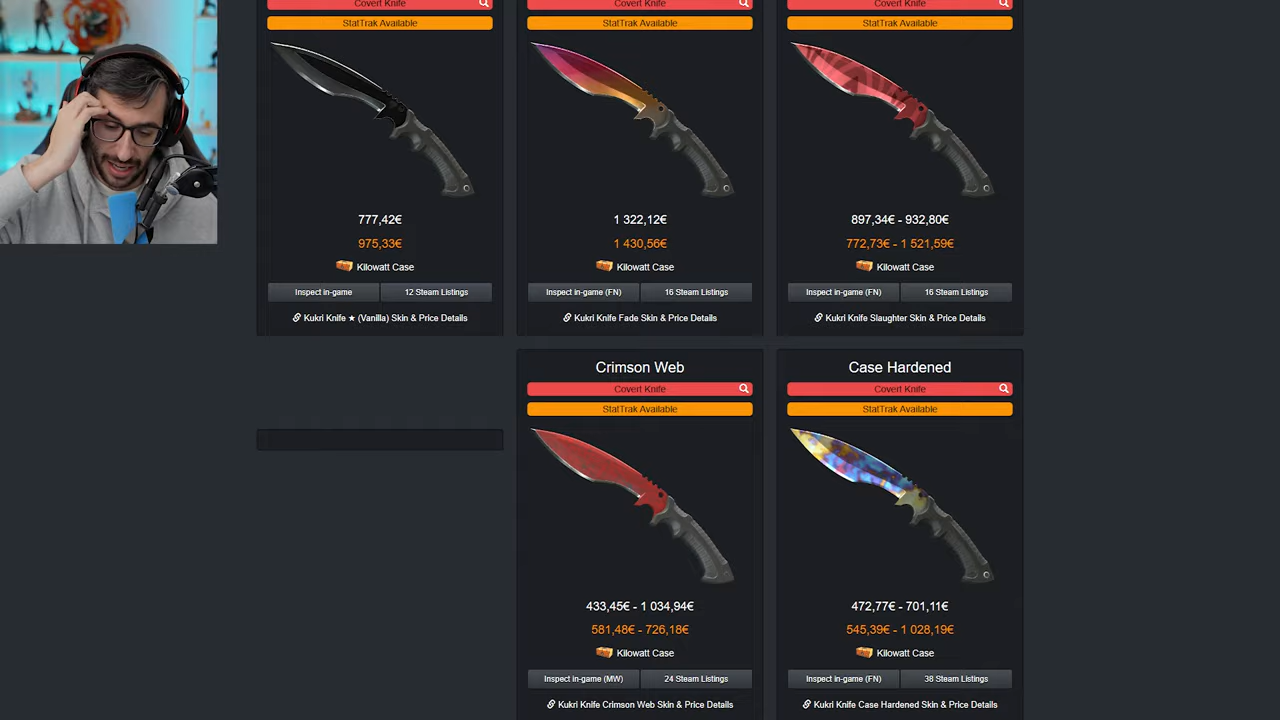 Covert Knife
StatTrak Available
777,42€
975,33€
Kilowatt Case
Inspect in-game
12 Steam Listings
Kukri Knife ★ (Vanilla) Skin & Price Details
Covert Knife
StatTrak Available
1 322,12€
1 430,56€
Kilowatt Case
Inspect in-game (FN)
16 Steam Listings
Kukri Knife Fade Skin & Price Details
Covert Knife
StatTrak Available
897,34€ - 932,80€
772,73€ - 1 521,59€
Kilowatt Case
Inspect in-game (FN)
16 Steam Listings
Kukri Knife Slaughter Skin & Price Details
Crimson Web
Covert Knife
StatTrak Available
433,45€ - 1 034,94€
581,48€ - 726,18€
Kilowatt Case
Inspect in-game (MW)
24 Steam Listings
Kukri Knife Crimson Web Skin & Price Details
Case Hardened
Covert Knife
StatTrak Available
472,77€ - 701,11€
545,39€ - 1 028,19€
Kilowatt Case
Inspect in-game (FN)
38 Steam Listings
Kukri Knife Case Hardened Skin & Price Details